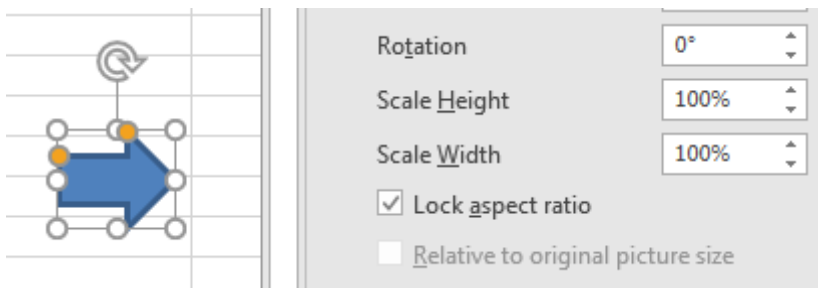 Rotation 0°
Scale Height 100%
Scale Width 100%
Lock aspect ratio
Relative to original picture size